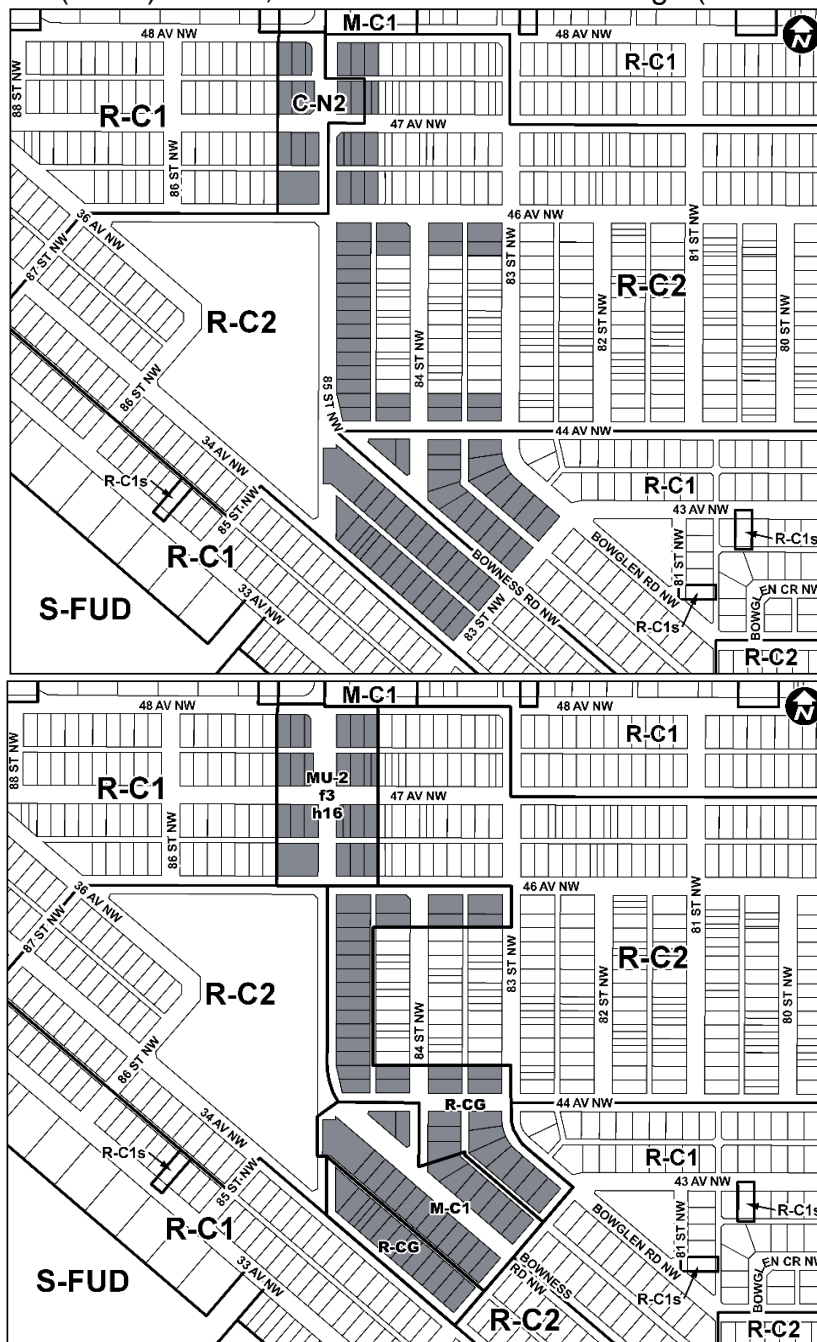 M-C1
48 AV NW
48 AV NW
N
R-C1
88 ST NW
C-N2
R-C1
47 AV NW
86 ST NW
36 AV NW
46 AV NW
87 ST NW
83 ST NW
81 ST NW
R-C2
R-C2
84 ST NW
82 ST NW
80 ST NW
86 ST NW
85 ST NW
44 AV NW
34 AV NW
R-C1
R-C1s
43 AV NW
85 ST NW
81 ST NW
R-C1s
R-C1
BOWNESS RD NW
BOWGLEN RD NW
33 AV NW
S-FUD
83 ST NW
R-C1s
BOWGLEN CR NW
R-C2
M-C1
48 AV NW
48 AV NW
N
R-C1
88 ST NW
MU-2
f3
h16
R-C1
47 AV NW
86 ST NW
36 AV NW
46 AV NW
87 ST NW
83 ST NW
81 ST NW
R-C2
R-C2
84 ST NW
82 ST NW
80 ST NW
86 ST NW
R-CG
44 AV NW
34 AV NW
R-C1
R-C1s
43 AV NW
85 ST NW
M-C1
81 ST NW
R-C1s
R-C1
R-CG
BOWGLEN RD NW
33 AV NW
BOWNESS
RD NW
S-FUD
R-C1s
BOWGLEN CR NW
R-C2
R-C2